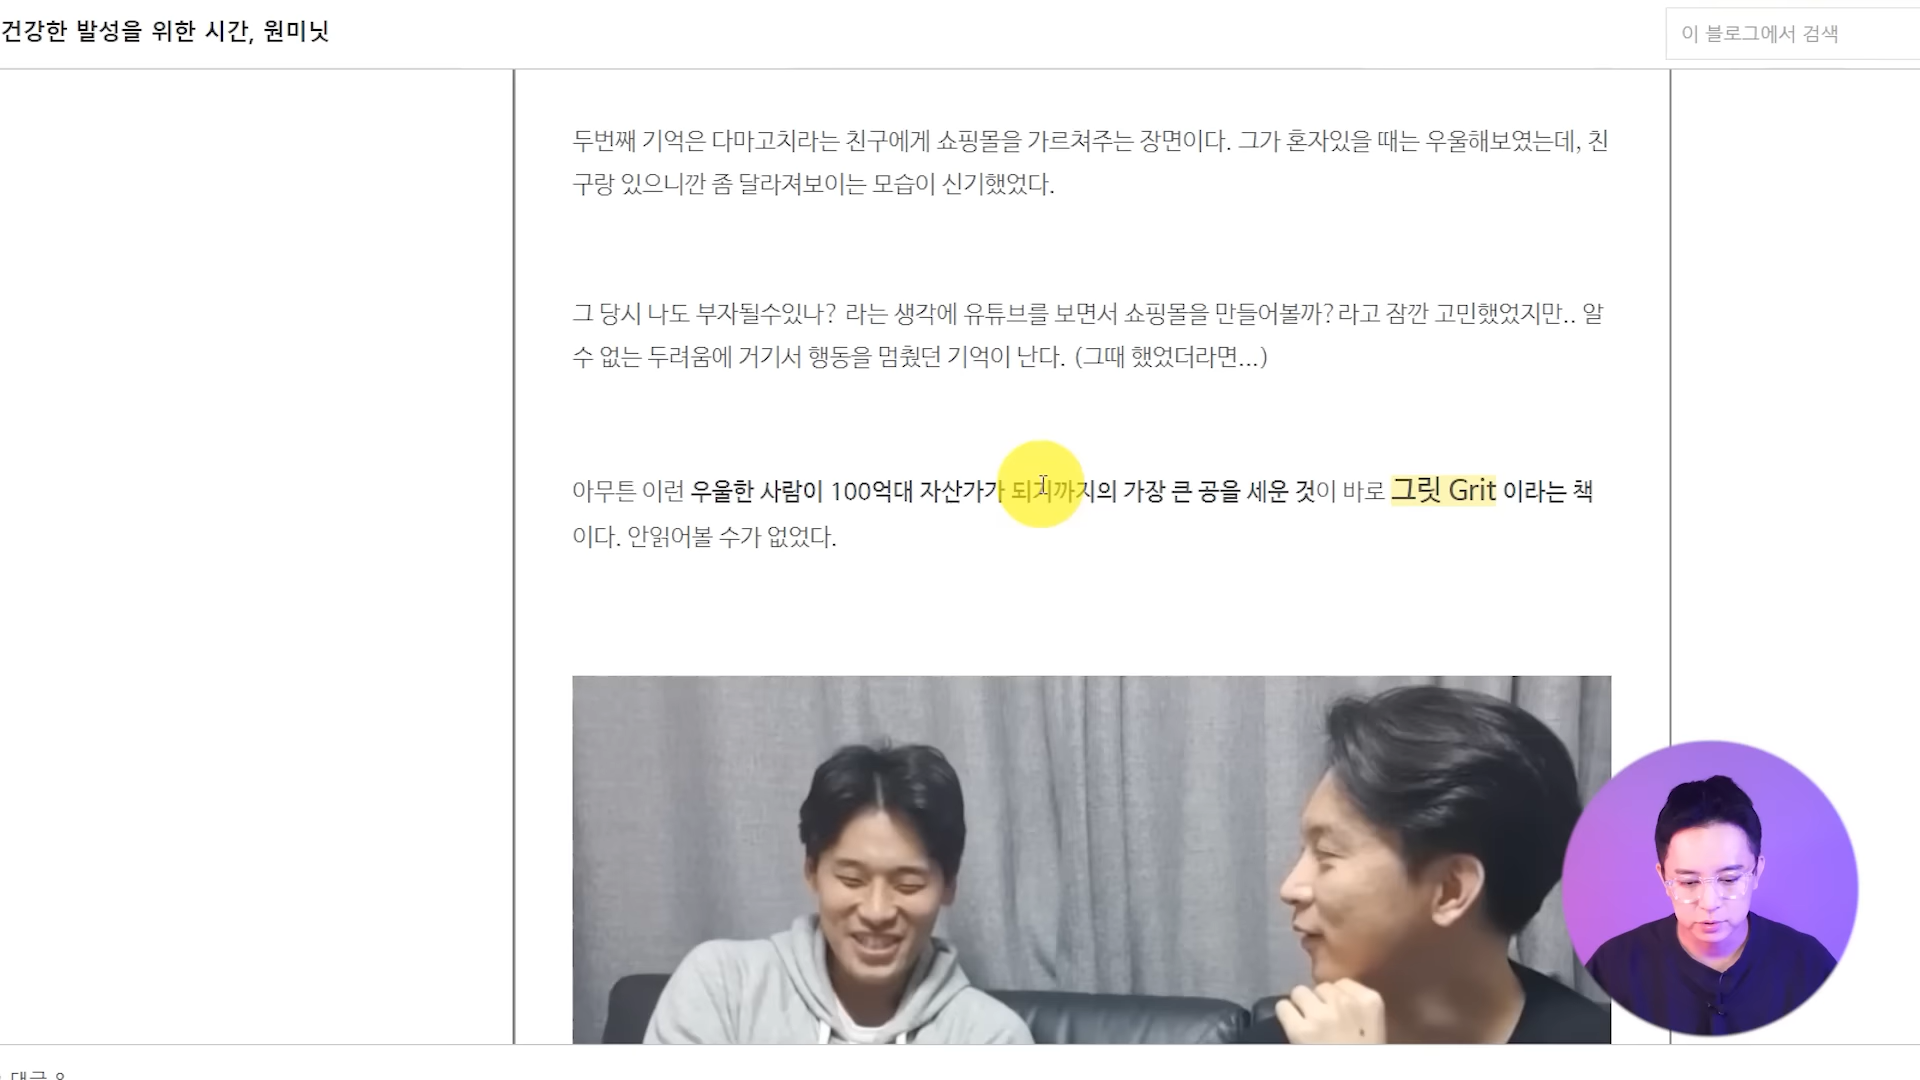 건강한 발성을 위한 시간, 원미닛
이 블로그에서 검색
두번째 기억은 다마고치라는 친구에게 쇼핑몰을 가르쳐주는 장면이다. 그가 혼자있을 때는 우울해보였는데, 친
구랑 있으니깐 좀 달라져보이는 모습이 신기했었다.
그 당시 나도 부자될수있나? 라는 생각에 유튜브를 보면서 쇼핑몰을 만들어볼까? 라고 잠깐 고민했었지만.. 알
수 없는 두려움에 거기서 행동을 멈췄던 기억이 난다. (그때 했었더라면...)
아무튼 이런 우울한 사람이 100억대 자산가가 되기까지의 가장 큰 공을 세운 것이 바로 그릿 Grit 이라는 책
이다. 안읽어볼 수가 없었다.